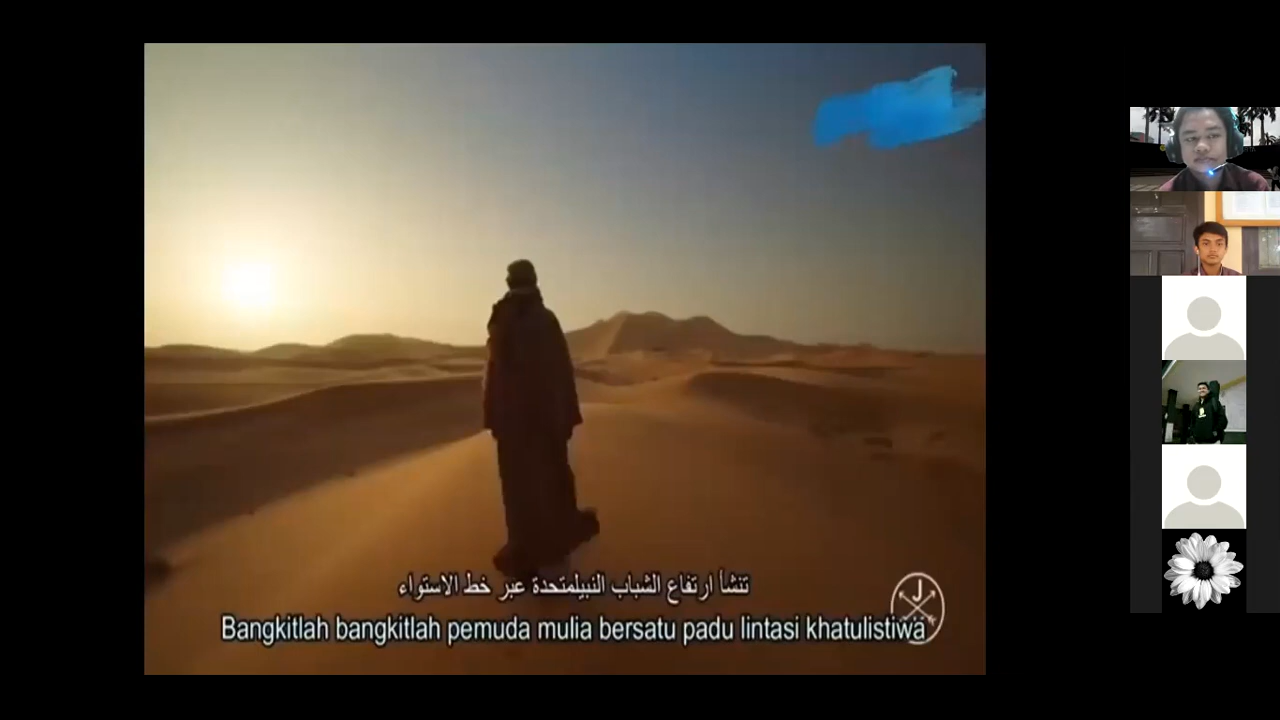 تنشأ ارتفاع الشباب النبيلمتحدة عبر خط الاستواء
Bangkitlah bangkitlah pemuda mulia bersatu padu lintasi khatulistiwa
J